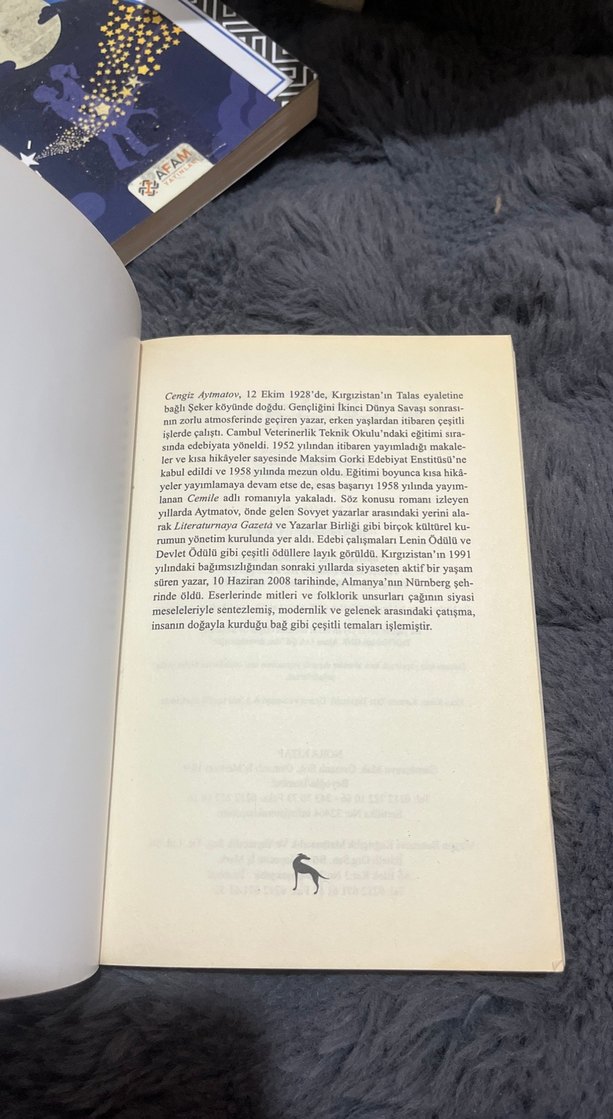 AFAM
YAYINLARI
Cengiz Aytmatov, 12 Ekim 1928'de, Kırgızistan'ın Talas eyaletine
bağlı Şeker köyünde doğdu. Gençliğini İkinci Dünya Savaşı sonrası-
nın zorlu atmosferinde geçiren yazar, erken yaşlardan itibaren çeşitli
işlerde çalıştı. Cambul Veterinerlik Teknik Okulu'ndaki eğitimi sıra-
sında edebiyata yöneldi. 1952 yılından itibaren yayımladığı makale-
ler ve kısa hikâyeler sayesinde Maksim Gorki Edebiyat Enstitüsü'ne
kabul edildi ve 1958 yılında mezun oldu. Eğitimi boyunca kısa hikâ-
yeler yayımlamaya devam etse de, esas başarıyı 1958 yılında yayım-
lanan Cemile adlı romanıyla yakaladı. Söz konusu romanı izleyen
yıllarda Aytmatov, önde gelen Sovyet yazarlar arasındaki yerini ala-
rak Literaturnaya Gazeta ve Yazarlar Birliği gibi birçok kültürel ku-
rumun yönetim kurulunda yer aldı. Edebi çalışmaları Lenin Ödülü ve
Devlet Ödülü gibi çeşitli ödüllere layık görüldü. Kırgızistan'ın 1991
yılındaki bağımsızlığından sonraki yıllarda siyaseten aktif bir yaşam
süren yazar, 10 Haziran 2008 tarihinde, Almanya'nın Nürnberg şeh-
rinde öldü. Eserlerinde mitleri ve folklorik unsurları çağının siyasi
meseleleriyle sentezlemiş, modernlik ve gelenek arasındaki çatışma,
insanın doğayla kurduğu bağ gibi çeşitli temaları işlemiştir.